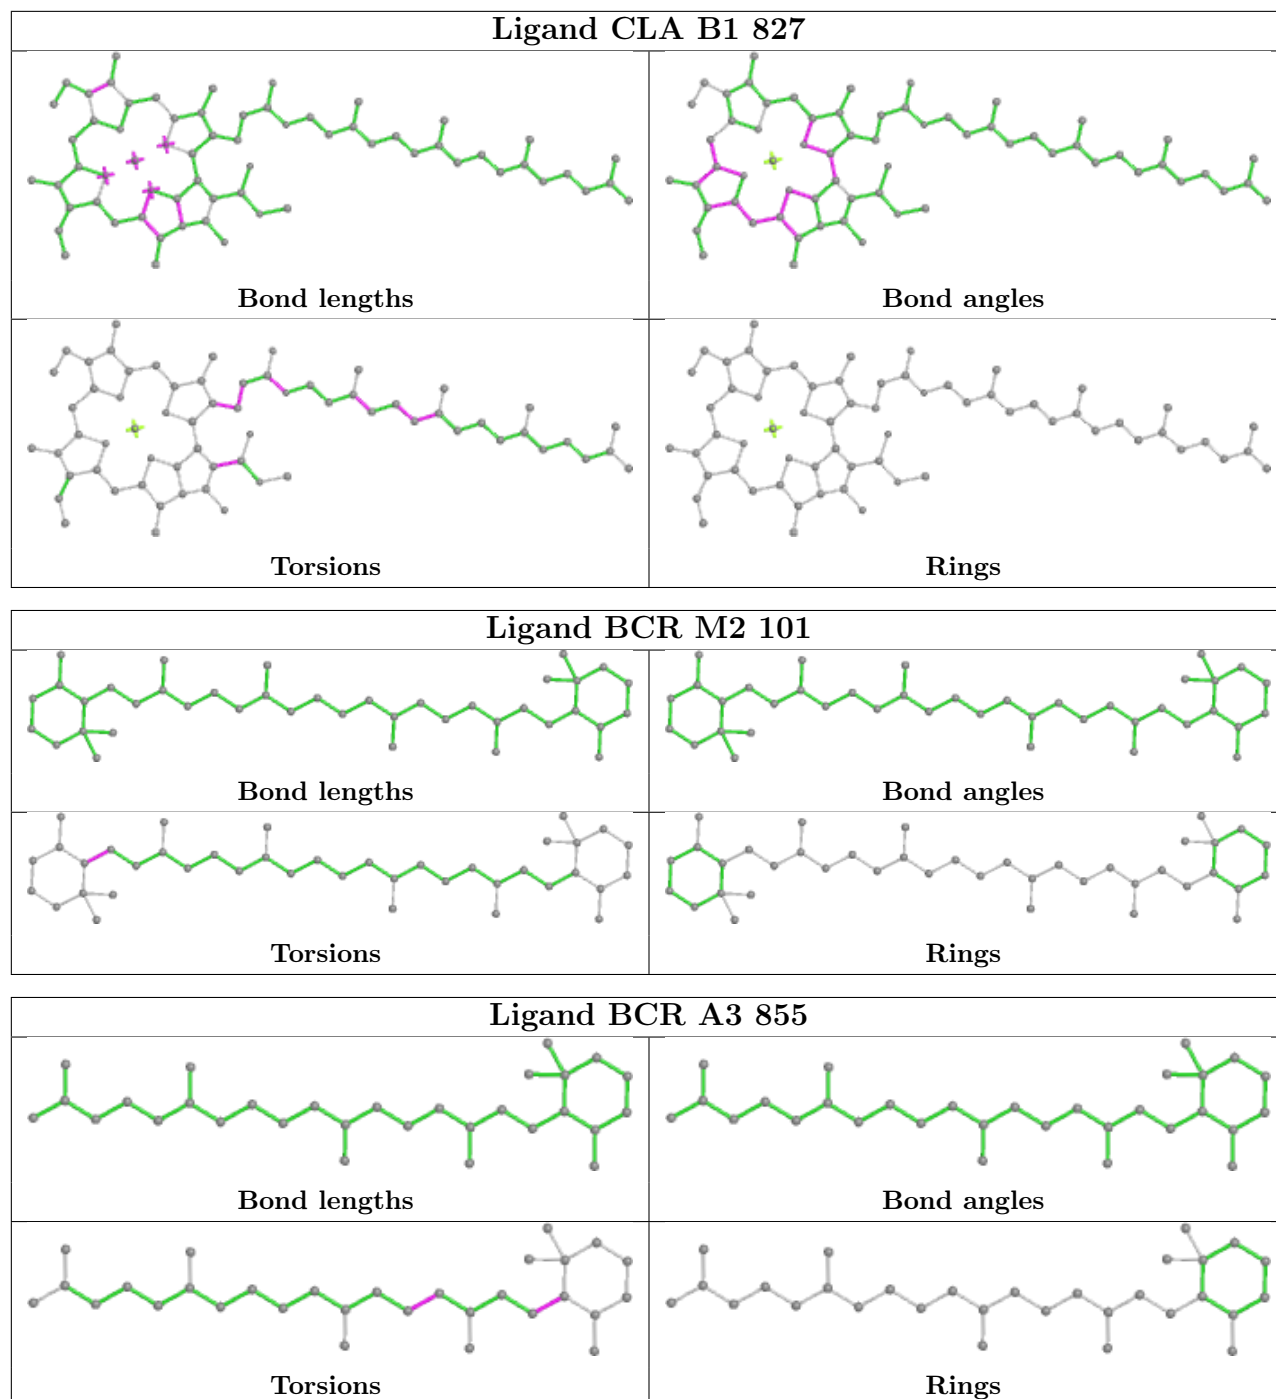 Ligand CLA B1 827
Bond lengths
Bond angles
Torsions
Rings
Ligand BCR M2 101
Bond lengths
Bond angles
Torsions
Rings
Ligand BCR A3 855
Bond lengths
Bond angles
Torsions
Rings